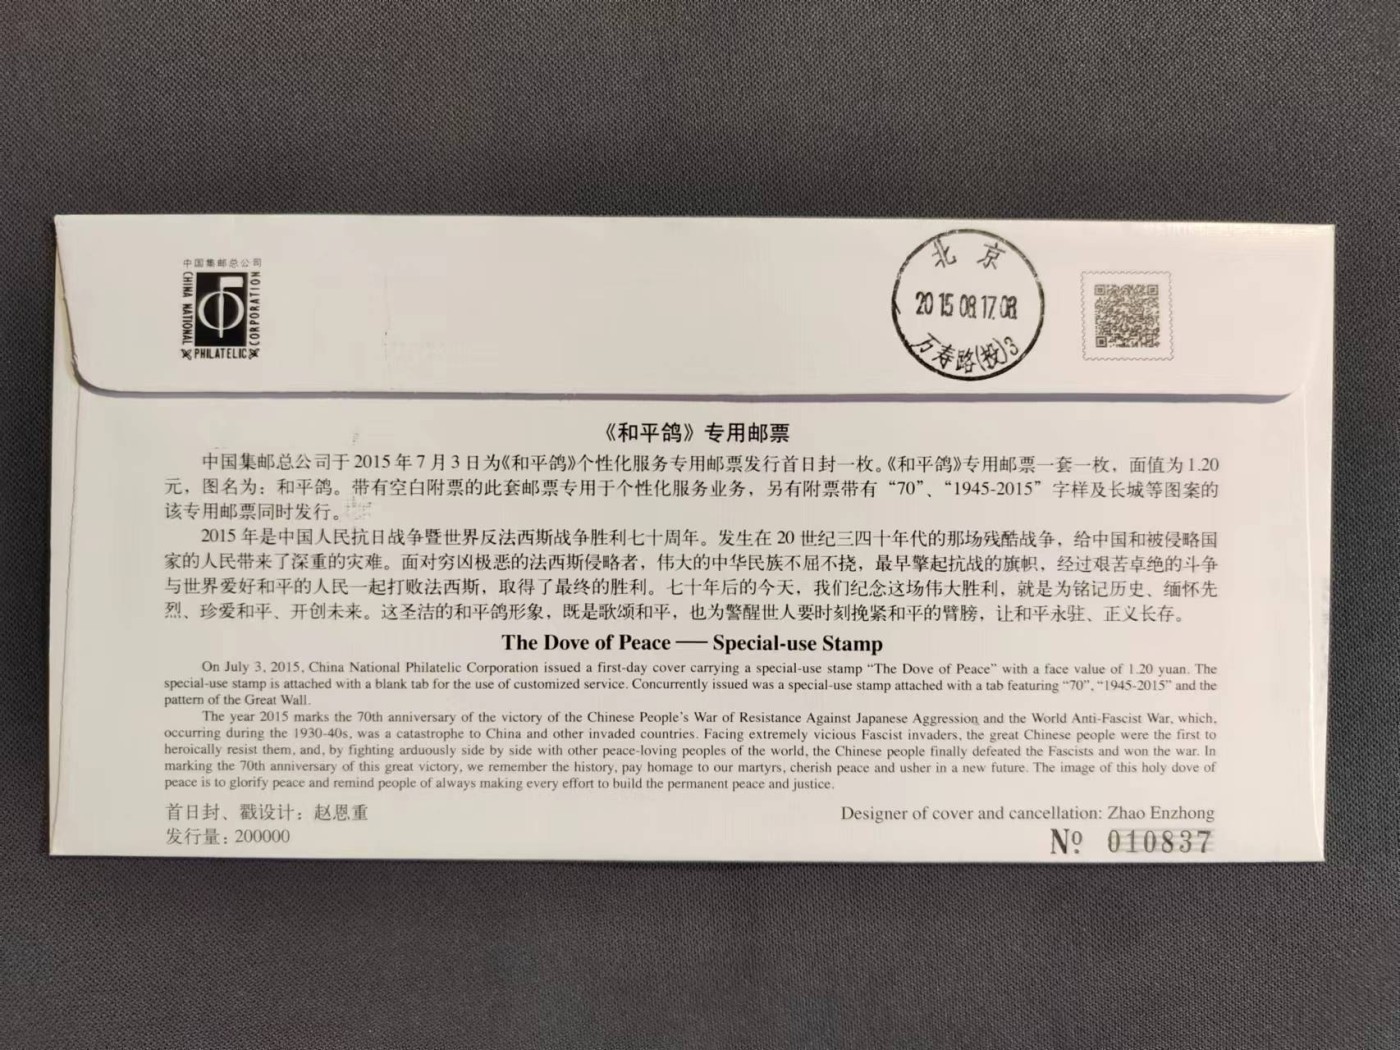 中国集邮总公司
CHINA NATIONAL
PHILATELIC
CORPORATION
北京
2015.08.17.08
万寿路(投)3
《和平鸽》专用邮票
中国集邮总公司于2015年7月3日为《和平鸽》个性化服务专用邮票发行首日封一枚。《和平鸽》专用邮票一套一枚，面值为1.20
元，图名为：和平鸽。带有空白附票的此套邮票专用于个性化服务业务，另有附票带有“70”、“1945-2015”字样及长城等图案的
该专用邮票同时发行。
2015年是中国人民抗日战争暨世界反法西斯战争胜利七十周年。发生在20世纪三四十年代的那场残酷战争，给中国和被侵略国
家的人民带来了深重的灾难。面对穷凶极恶的法西斯侵略者，伟大的中华民族不屈不挠，最早擎起抗战的旗帜，经过艰苦卓绝的斗争
与世界爱好和平的人民一起打败法西斯，取得了最终的胜利。七十年后的今天，我们纪念这场伟大胜利，就是为铭记历史、缅怀先
烈、珍爱和平、开创未来。这圣洁的和平鸽形象，既是歌颂和平，也为警醒世人要时刻挽紧和平的臂膀，让和平永驻、正义长存。
The Dove of Peace — Special-use Stamp
On July 3, 2015, China National Philatelic Corporation issued a first-day cover carrying a special-use stamp “The Dove of Peace” with a face value of 1.20 yuan. The
special-use stamp is attached with a blank tab for the use of customized service. Concurrently issued was a special-use stamp attached with a tab featuring “70”, “1945-2015” and the
pattern of the Great Wall.
The year 2015 marks the 70th anniversary of the victory of the Chinese People’s War of Resistance Against Japanese Aggression and the World Anti-Fascist War, which,
occurring during the 1930-40s, was a catastrophe to China and other invaded countries. Facing extremely vicious Fascist invaders, the great Chinese people were the first to
heroically resist them, and, by fighting arduously side by side with other peace-loving peoples of the world, the Chinese people finally defeated the Fascists and won the war. In
marking the 70th anniversary of this great victory, we remember the history, pay homage to our martyrs, cherish peace and usher in a new future. The image of this holy dove of
peace is to glorify peace and remind people of always making every effort to build the permanent peace and justice.
首日封、戳设计：赵恩重
Designer of cover and cancellation: Zhao Enzhong
发行量：200000
№ 010837